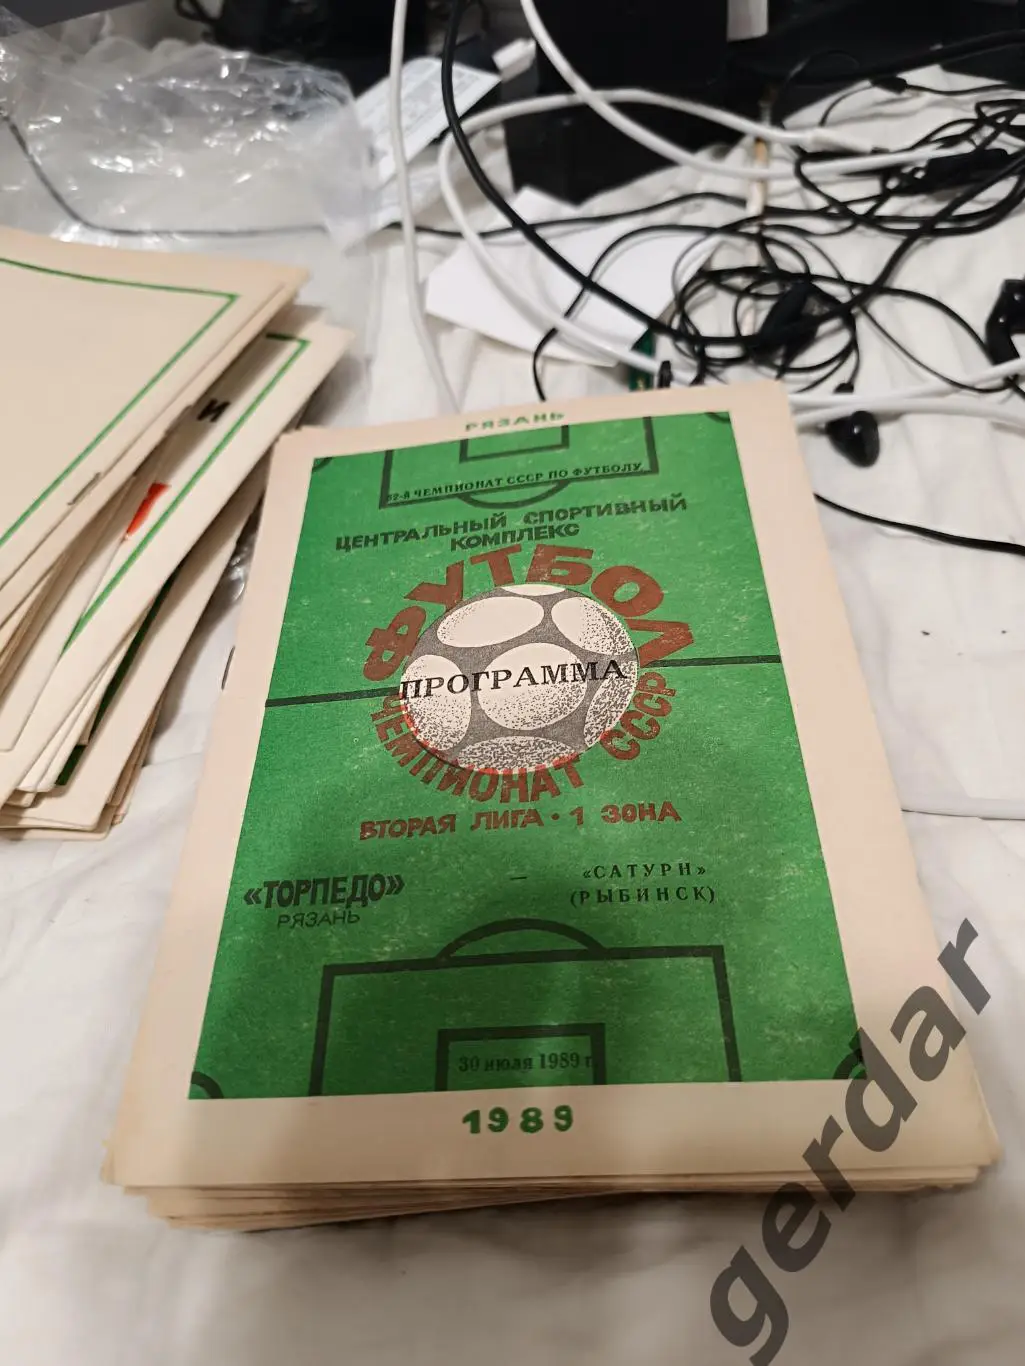 РЯЗАНЬ
52-й ЧЕМПИОНАТ СССР ПО ФУТБОЛУ
ЦЕНТРАЛЬНЫЙ СПОРТИВНЫЙ
КОМПЛЕКС
ФУТБОЛ
ПРОГРАММА
ЧЕМПИОНАТ СССР
ВТОРАЯ ЛИГА • 1 ЗОНА
«ТОРПЕДО» — «САТУРН»
РЯЗАНЬ (РЫБИНСК)
30 июля 1989 г.
1989
И
gerdar